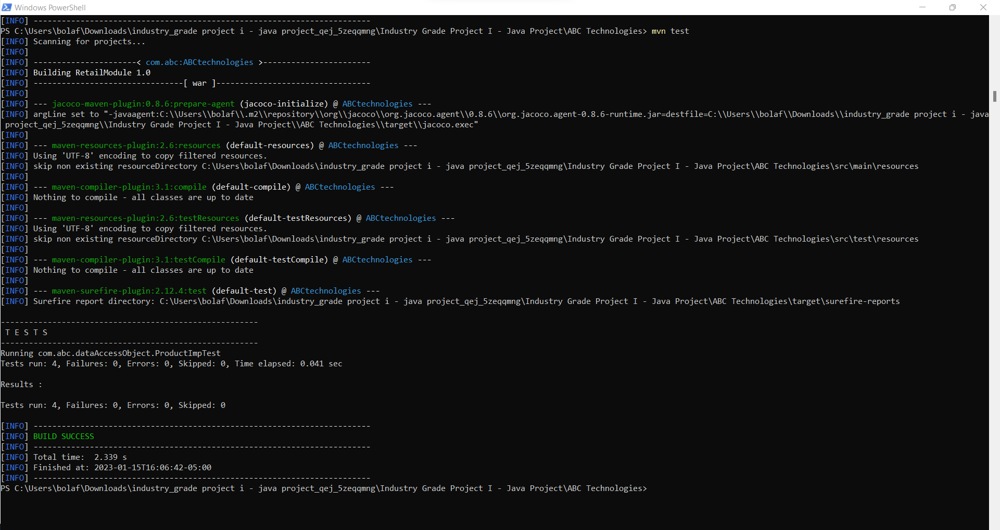 Windows PowerShell
[INFO] ------------------------------------------------------------------------
PS C:\Users\bolaf\Downloads\industry_grade project i - java project_qej_5zeqqmng\Industry Grade Project I - Java Project\ABC Technologies> mvn test
[INFO] Scanning for projects...
[INFO]
[INFO] ----------------------< com.abc:ABCtechnologies >-----------------------
[INFO] Building RetailModule 1.0
[INFO] --------------------------------[ war ]---------------------------------
[INFO]
[INFO] --- jacoco-maven-plugin:0.8.6:prepare-agent (jacoco-initialize) @ ABCtechnologies ---
[INFO] argLine set to "-javaagent:C:\\Users\\bolaf\\.m2\\repository\\org\\jacoco\\org.jacoco.agent\\0.8.6\\org.jacoco.agent-0.8.6-runtime.jar=destfile=C:\\Users\\bolaf\\Downloads\\industry_grade project i - java
project_qej_5zeqqmng\\Industry Grade Project I - Java Project\\ABC Technologies\\target\\jacoco.exec"
[INFO]
[INFO] --- maven-resources-plugin:2.6:resources (default-resources) @ ABCtechnologies ---
[INFO] Using 'UTF-8' encoding to copy filtered resources.
[INFO] skip non existing resourceDirectory C:\Users\bolaf\Downloads\industry_grade project i - java project_qej_5zeqqmng\Industry Grade Project I - Java Project\ABC Technologies\src\main\resources
[INFO]
[INFO] --- maven-compiler-plugin:3.1:compile (default-compile) @ ABCtechnologies ---
[INFO] Nothing to compile - all classes are up to date
[INFO]
[INFO] --- maven-resources-plugin:2.6:testResources (default-testResources) @ ABCtechnologies ---
[INFO] Using 'UTF-8' encoding to copy filtered resources.
[INFO] skip non existing resourceDirectory C:\Users\bolaf\Downloads\industry_grade project i - java project_qej_5zeqqmng\Industry Grade Project I - Java Project\ABC Technologies\src\test\resources
[INFO]
[INFO] --- maven-compiler-plugin:3.1:testCompile (default-testCompile) @ ABCtechnologies ---
[INFO] Nothing to compile - all classes are up to date
[INFO]
[INFO] --- maven-surefire-plugin:2.12.4:test (default-test) @ ABCtechnologies ---
[INFO] Surefire report directory: C:\Users\bolaf\Downloads\industry_grade project i - java project_qej_5zeqqmng\Industry Grade Project I - Java Project\ABC Technologies\target\surefire-reports
-------------------------------------------------------
T E S T S
-------------------------------------------------------
Running com.abc.dataAccessObject.ProductImpTest
Tests run: 4, Failures: 0, Errors: 0, Skipped: 0, Time elapsed: 0.041 sec
Results :
Tests run: 4, Failures: 0, Errors: 0, Skipped: 0
[INFO] ------------------------------------------------------------------------
[INFO] BUILD SUCCESS
[INFO] ------------------------------------------------------------------------
[INFO] Total time:  2.339 s
[INFO] Finished at: 2023-01-15T16:06:42-05:00
[INFO] ------------------------------------------------------------------------
PS C:\Users\bolaf\Downloads\industry_grade project i - java project_qej_5zeqqmng\Industry Grade Project I - Java Project\ABC Technologies>